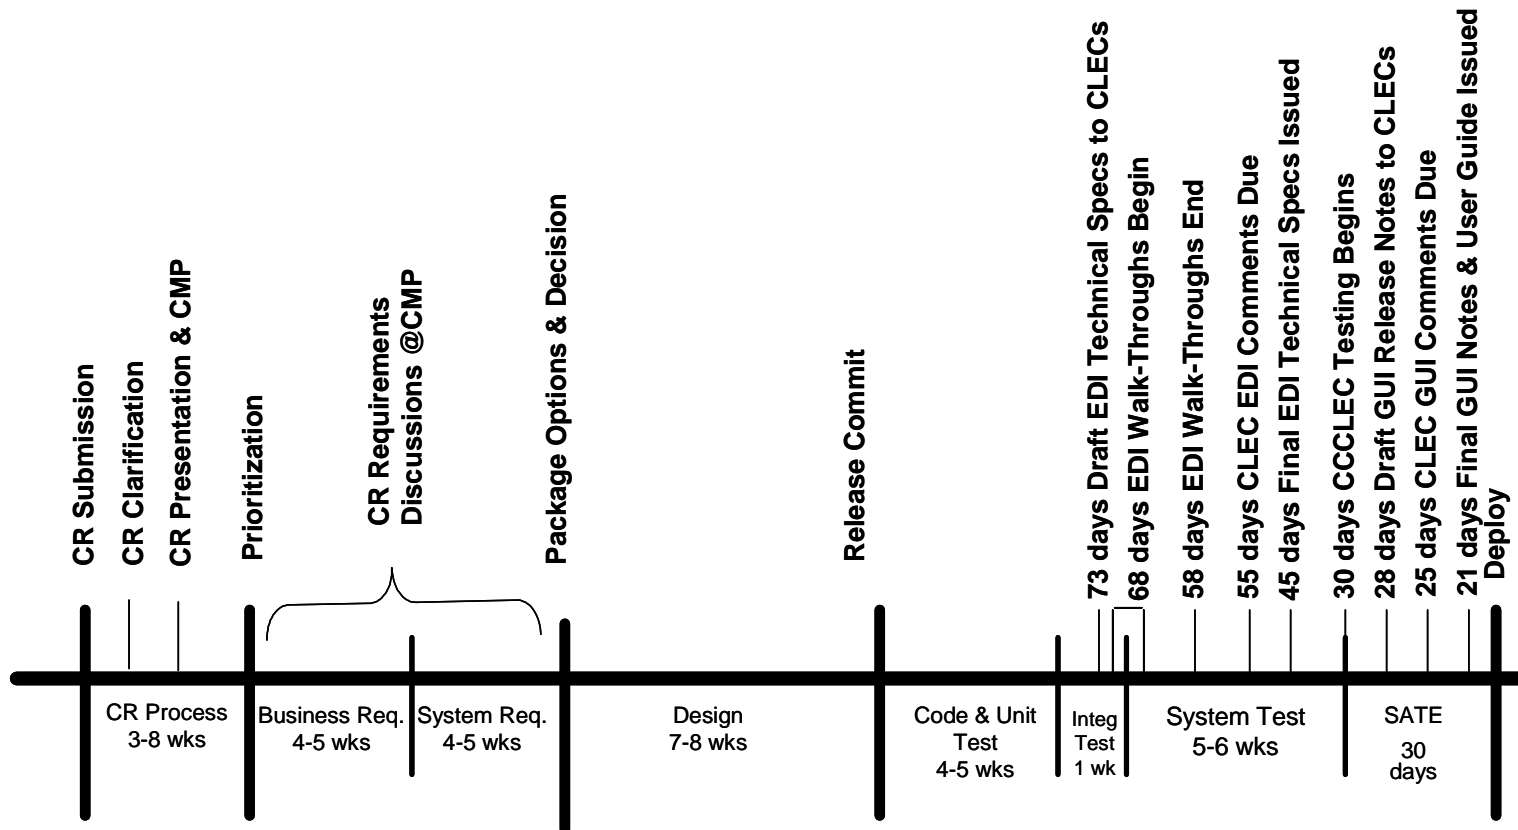 CR Submission
CR Clarification
CR Presentation & CMP
Prioritization
CR Requirements
Discussions @CMP
Package Options & Decision
Release Commit
73 days Draft EDI Technical Specs to CLECs
68 days EDI Walk-Throughs Begin
58 days EDI Walk-Throughs End
55 days CLEC EDI Comments Due
45 days Final EDI Technical Specs Issued
30 days CCCLEC Testing Begins
28 days Draft GUI Release Notes to CLECs
25 days CLEC GUI Comments Due
21 days Final GUI Notes & User Guide Issued
Deploy
CR Process
3-8 wks
Business Req.
4-5 wks
System Req.
4-5 wks
Design
7-8 wks
Code & Unit
Test
4-5 wks
Integ
Test
1 wk
System Test
5-6 wks
SATE
30
days